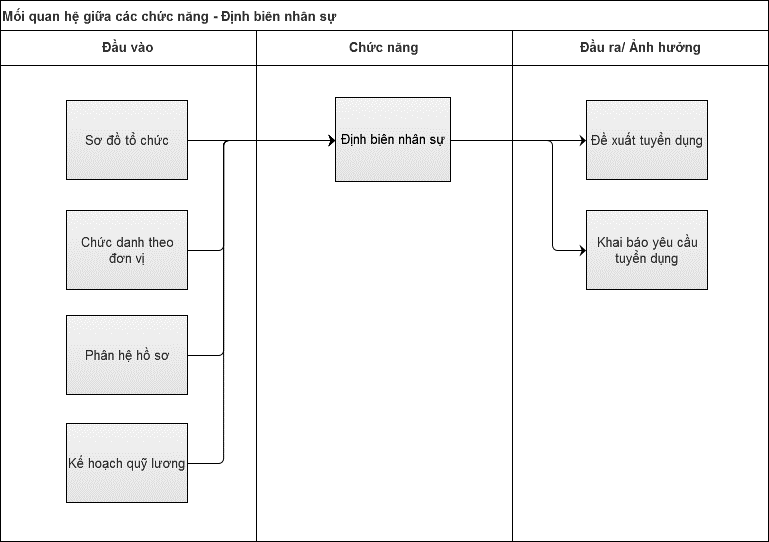 Mối quan hệ giữa các chức năng - Định biên nhân sự
Đầu vào
Chức năng
Đầu ra/ Ảnh hưởng
Sơ đồ tổ chức
Định biên nhân sự
Đề xuất tuyển dụng
Chức danh theo
đơn vị
Khai báo yêu cầu
tuyển dụng
Phân hệ hồ sơ
Kế hoạch quỹ lương